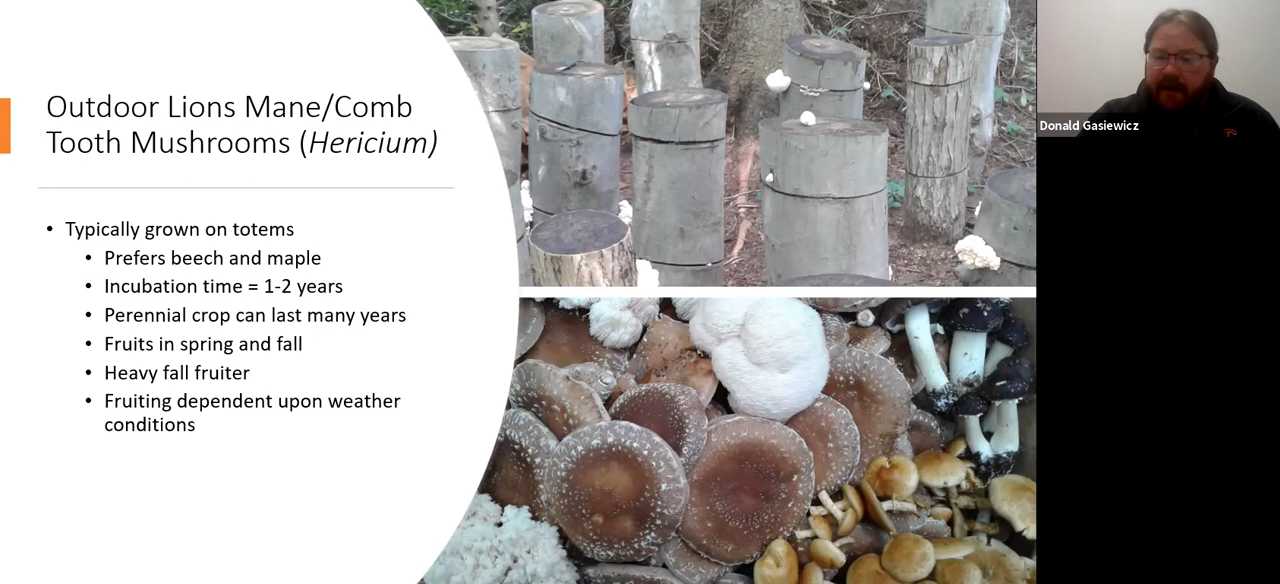 Outdoor Lions Mane/Comb
Tooth Mushrooms (Hericium)
• Typically grown on totems
• Prefers beech and maple
• Incubation time = 1-2 years
• Perennial crop can last many years
• Fruits in spring and fall
• Heavy fall fruiter
• Fruiting dependent upon weather
conditions
Donald Gasiewicz